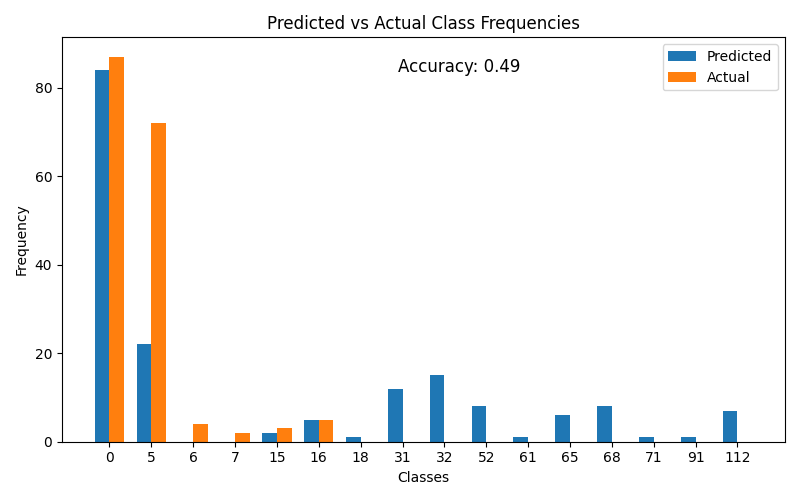 Predicted vs Actual Class Frequencies
Accuracy: 0.49
Predicted
Actual
Frequency
80
60
40
20
0
0 5 6 7 15 16 18 31 32 52 61 65 68 71 91 112
Classes